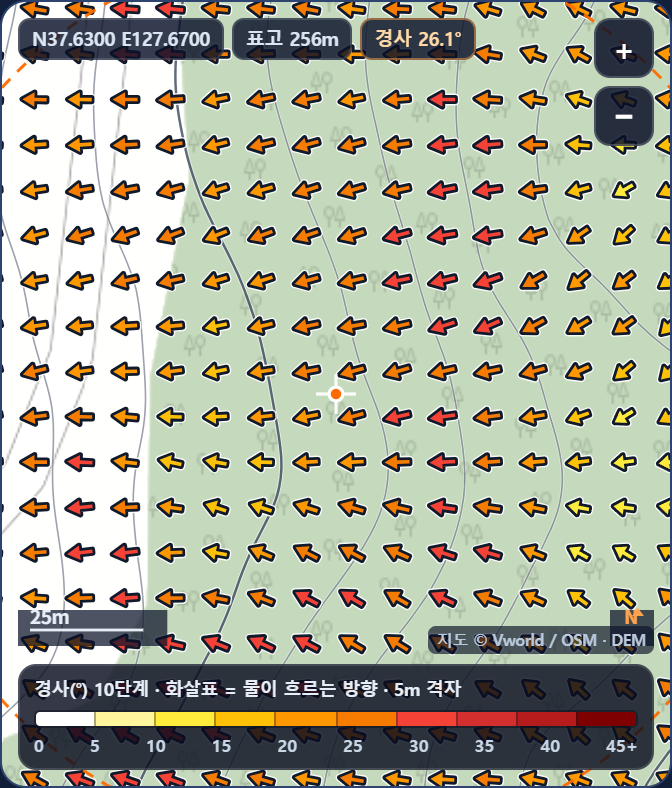 N37.6300 E127.6700
표고 256m
경사 26.1°
+
−
25m
N
지도 © Vworld / OSM · DEM
경사(°) 10단계 · 화살표 = 물이 흐르는 방향 · 5m 격자
0 5 10 15 20 25 30 35 40 45+